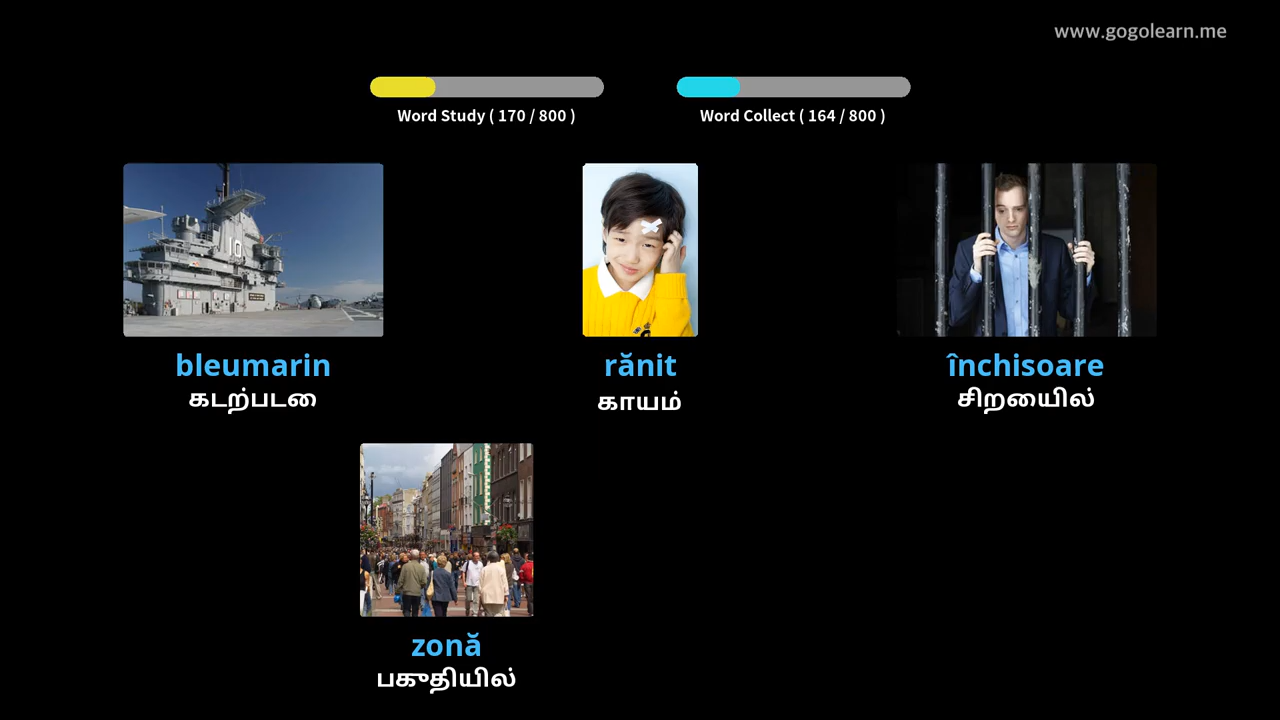 www.gogolearn.me
Word Study ( 170 / 800 )
Word Collect ( 164 / 800 )
10
bleumarin
கடற்படை
rănit
காயம்
închisoare
சிறையில்
zonă
பகுதியில்